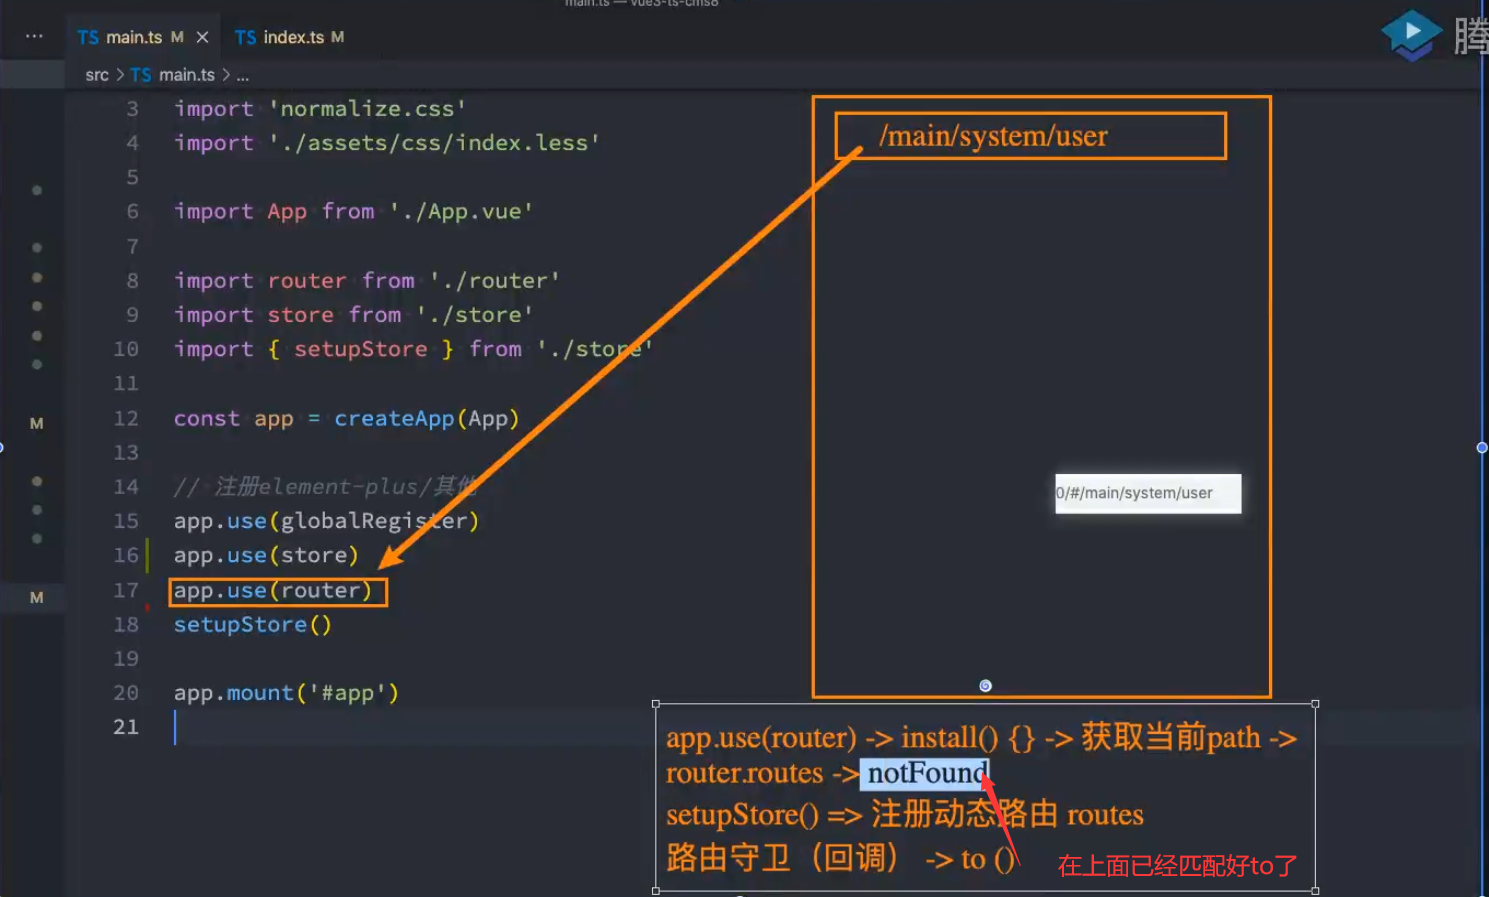 main.ts — vue3-ts-cms8
... TS main.ts M × TS index.ts M
腾
src > TS main.ts > ...
3 import 'normalize.css'
4 import './assets/css/index.less'
5
6 import App from './App.vue'
7
8 import router from './router'
9 import store from './store'
10 import { setupStore } from './store'
11
12 const app = createApp(App)
13
14 // 注册element-plus/其他
15 app.use(globalRegister)
16 app.use(store)
17 app.use(router)
18 setupStore()
19
20 app.mount('#app')
21
M
M
/main/system/user
0/#/main/system/user
app.use(router) -> install() {} -> 获取当前path ->
router.routes -> notFound
setupStore() => 注册动态路由 routes
路由守卫（回调） -> to ()
在上面已经匹配好to了